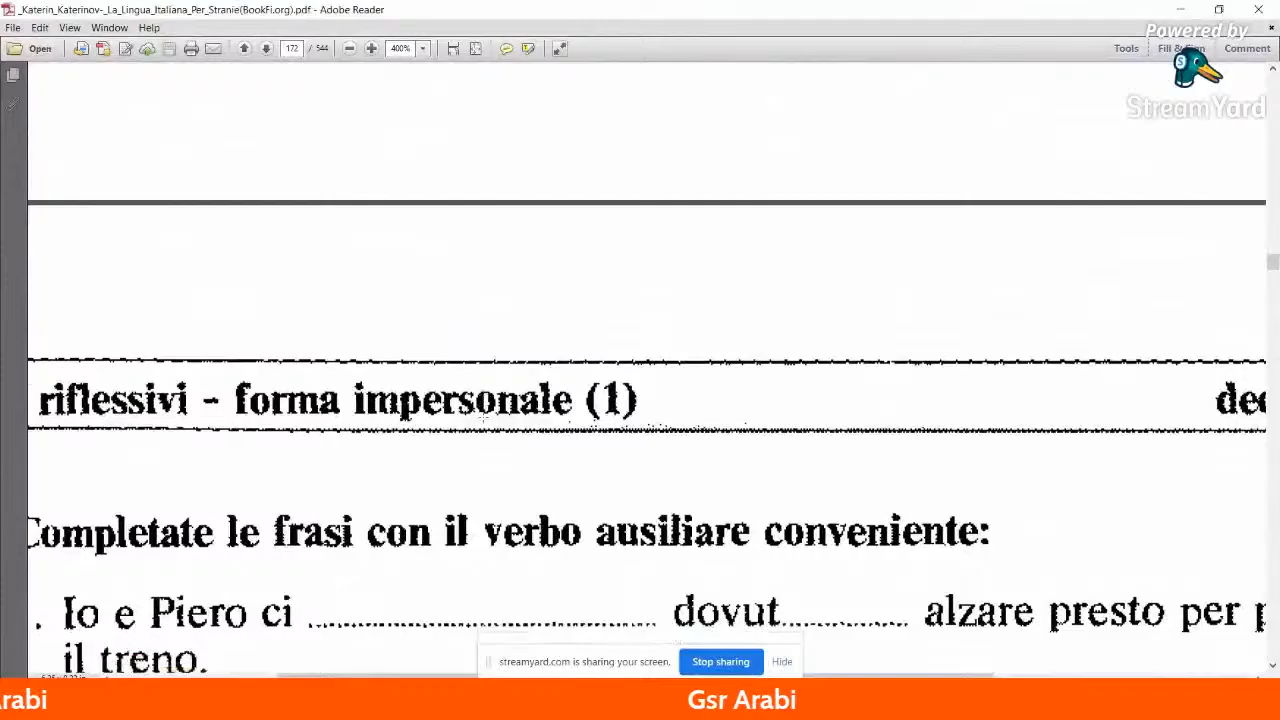 _Katerin_Katerinov-_La_Lingua_Italiana_Per_Stranie(BookFi.org).pdf - Adobe Reader
File Edit View Window Help
Open 172 / 544 400% Tools Fill & Sign Comment
Powered by
StreamYard
riflessivi - forma impersonale (1)
Completate le frasi con il verbo ausiliare conveniente:
. Io e Piero ci .................................... dovut............. alzare presto per
il treno.
streamyard.com is sharing your screen. Stop sharing Hide
Gsr Arabi